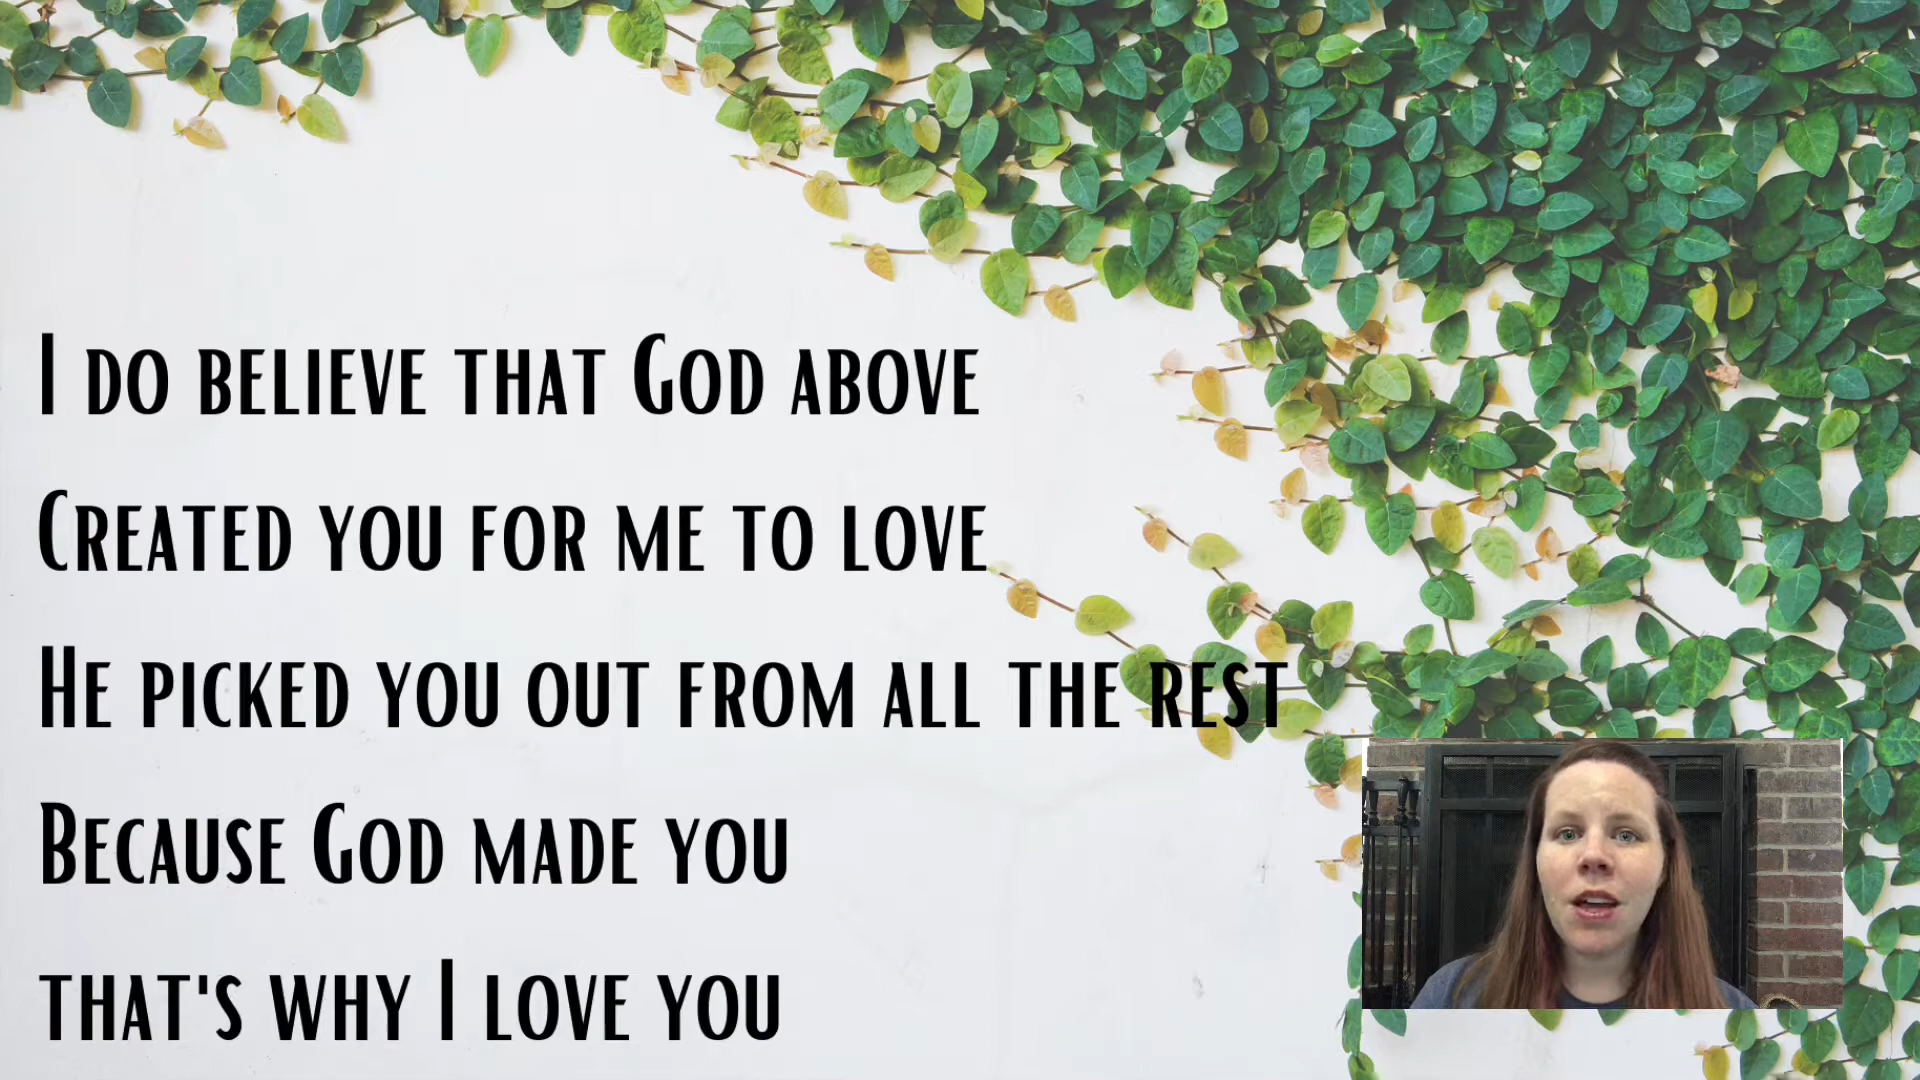 I do believe that God above
Created you for me to love
He picked you out from all the rest
Because God made you
that's why I love you